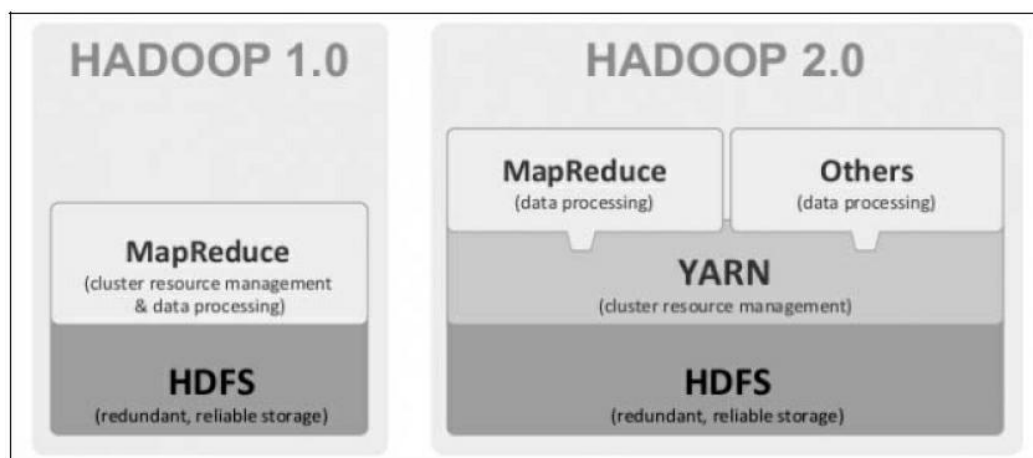 HADOOP 1.0
MapReduce
(cluster resource management
& data processing)
HDFS
(redundant, reliable storage)
HADOOP 2.0
MapReduce
(data processing)
Others
(data processing)
YARN
(cluster resource management)
HDFS
(redundant, reliable storage)